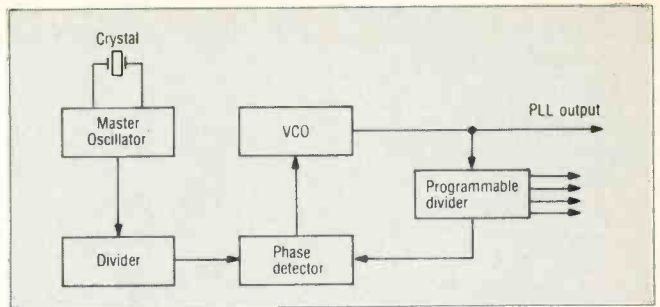 Crystal
Master
Oscillator
VCO
PLL output
Programmable
divider
Divider
Phase
detector